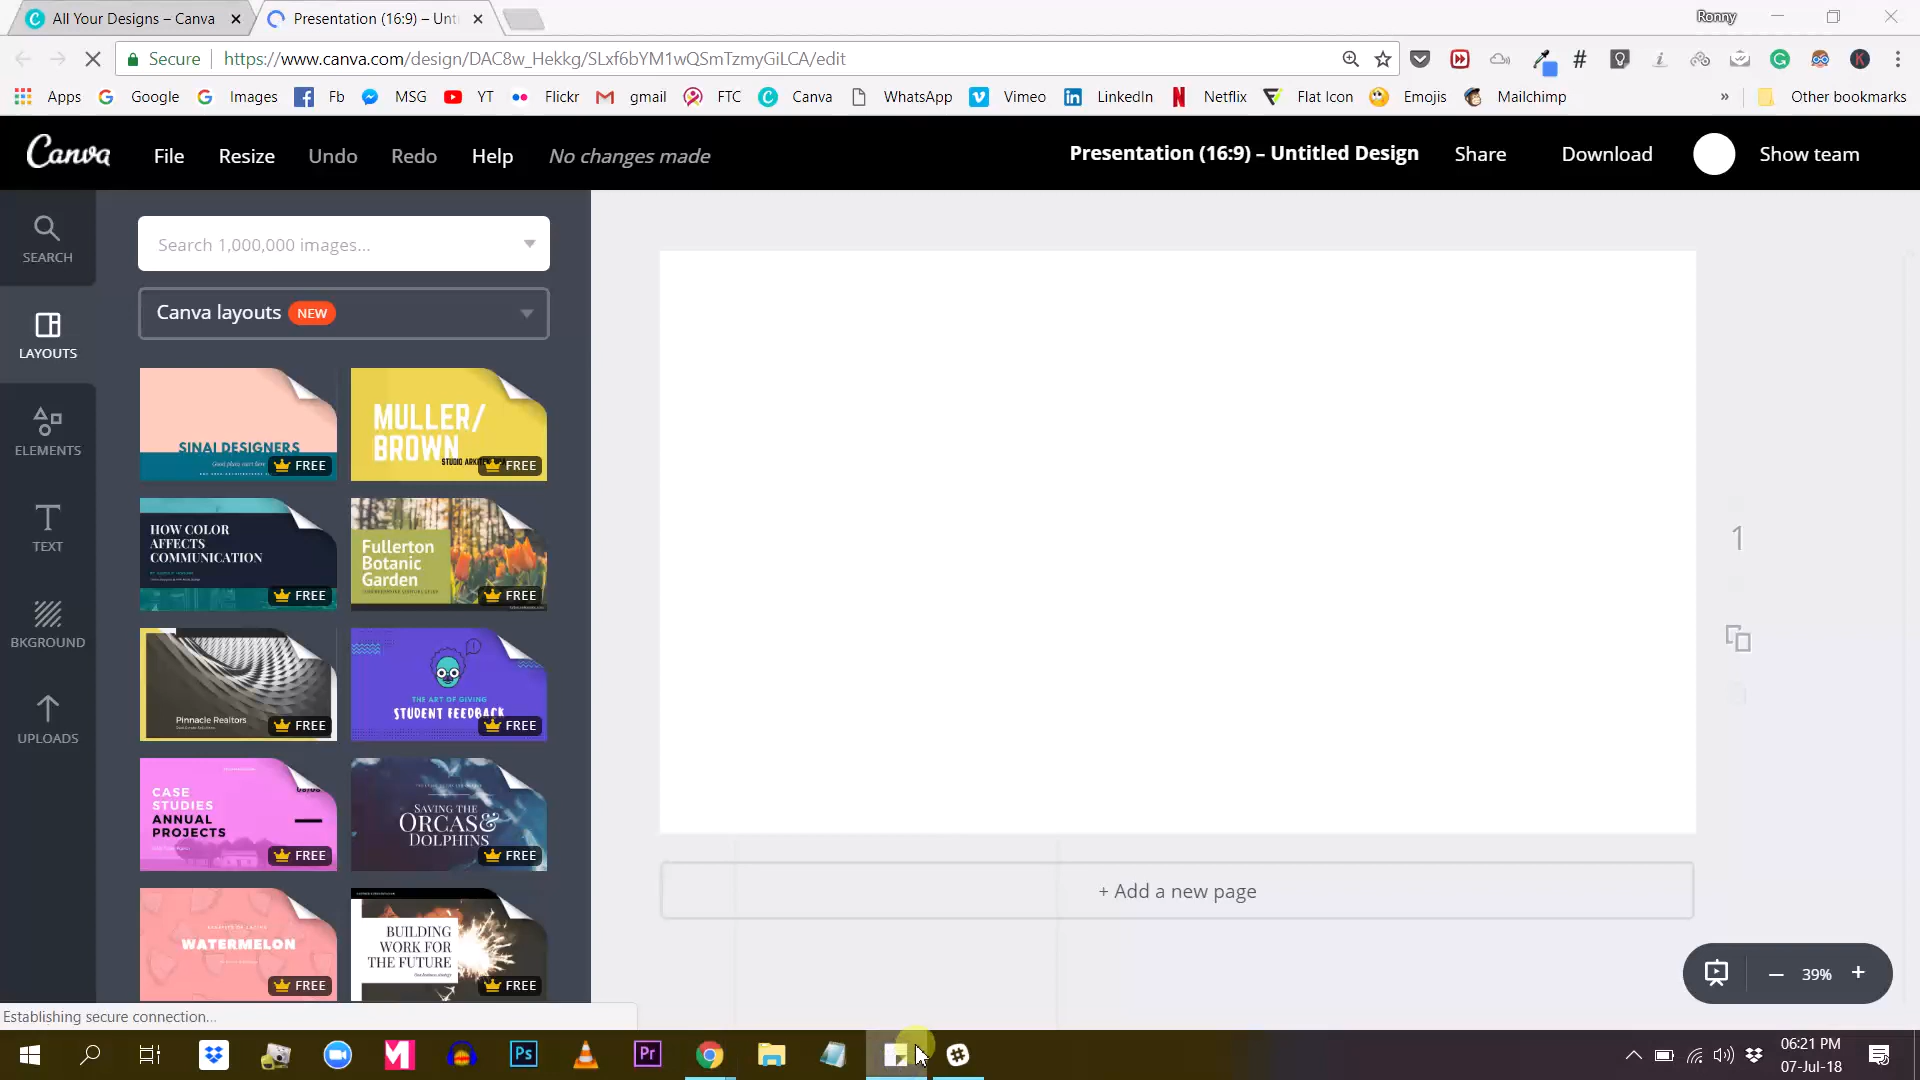 All Your Designs – Canva
Presentation (16:9) – Unt
Ronny
Secure
https://www.canva.com/design/DAC8w_Hekkg/SLxf6bYM1wQSmTzmyGiLCA/edit
Apps
Google
Images
Fb
MSG
YT
Flickr
gmail
FTC
Canva
WhatsApp
Vimeo
LinkedIn
Netflix
Flat Icon
Emojis
Mailchimp
»
Other bookmarks
Canva
File
Resize
Undo
Redo
Help
No changes made
Presentation (16:9) – Untitled Design
Share
Download
Show team
SEARCH
LAYOUTS
ELEMENTS
TEXT
BKGROUND
UPLOADS
Search 1,000,000 images...
Canva layouts NEW
SINAI DESIGNERS
FREE
MULLER/
BROWN
FREE
HOW COLOR
AFFECTS
COMMUNICATION
FREE
Fullerton
Botanic
Garden
FREE
Pinnacle Realtors
FREE
THE ART OF GIVING
STUDENT FEEDBACK
FREE
CASE
STUDIES
ANNUAL
PROJECTS
FREE
SAVING THE
ORCAS&
DOLPHINS
FREE
WATERMELON
FREE
BUILDING
WORK FOR
THE FUTURE
FREE
1
+ Add a new page
39%
Establishing secure connection...
Ps
Pr
06:21 PM
07-Jul-18